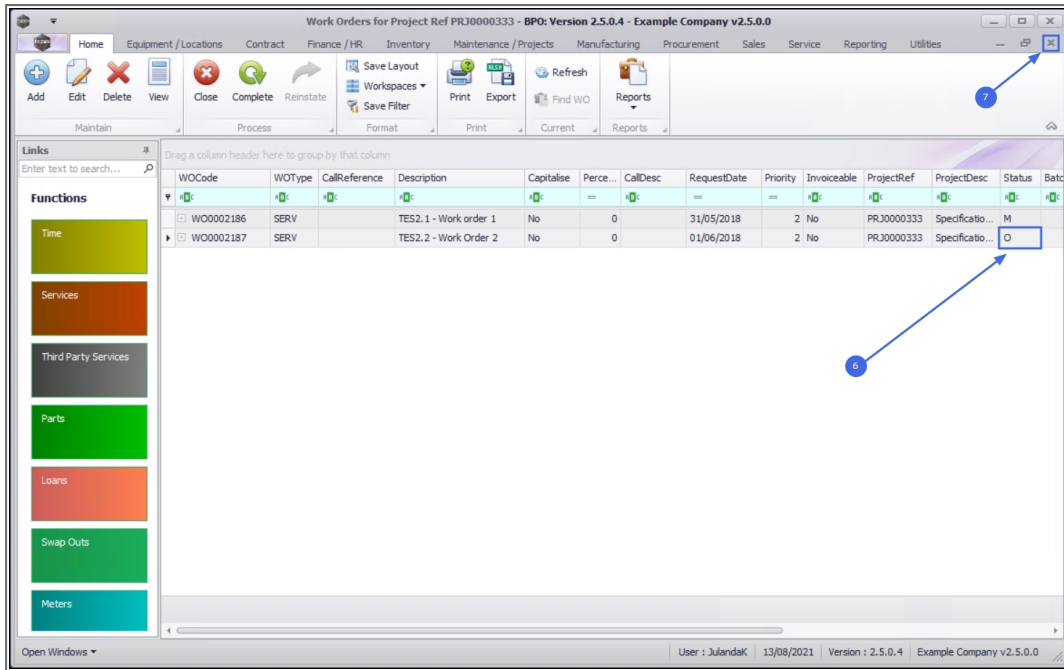 Work Orders for Project Ref PRJ0000333 - BPO: Version 2.5.0.4 - Example Company v2.5.0.0
Home Equipment / Locations Contract Finance / HR Inventory Maintenance / Projects Manufacturing Procurement Sales Service Reporting Utilities
Add Edit Delete View Close Complete Reinstate Save Layout Workspaces Save Filter Print Export Refresh Find WO Reports
Maintain Process Format Print Current Reports
7
Links
Enter text to search...
Functions
Time
Services
Third Party Services
Parts
Loans
Swap Outs
Meters
Drag a column header here to group by that column
WOCode WOType CallReference Description Capitalise Perce... CallDesc RequestDate Priority Invoiceable ProjectRef ProjectDesc Status Batc
WO0002186 SERV TES2.1 - Work order 1 No 0 31/05/2018 2 No PRJ0000333 Specificatio... M
WO0002187 SERV TES2.2 - Work Order 2 No 0 01/06/2018 2 No PRJ0000333 Specificatio... O
6
Open Windows User : JulandaK 13/08/2021 Version : 2.5.0.4 Example Company v2.5.0.0